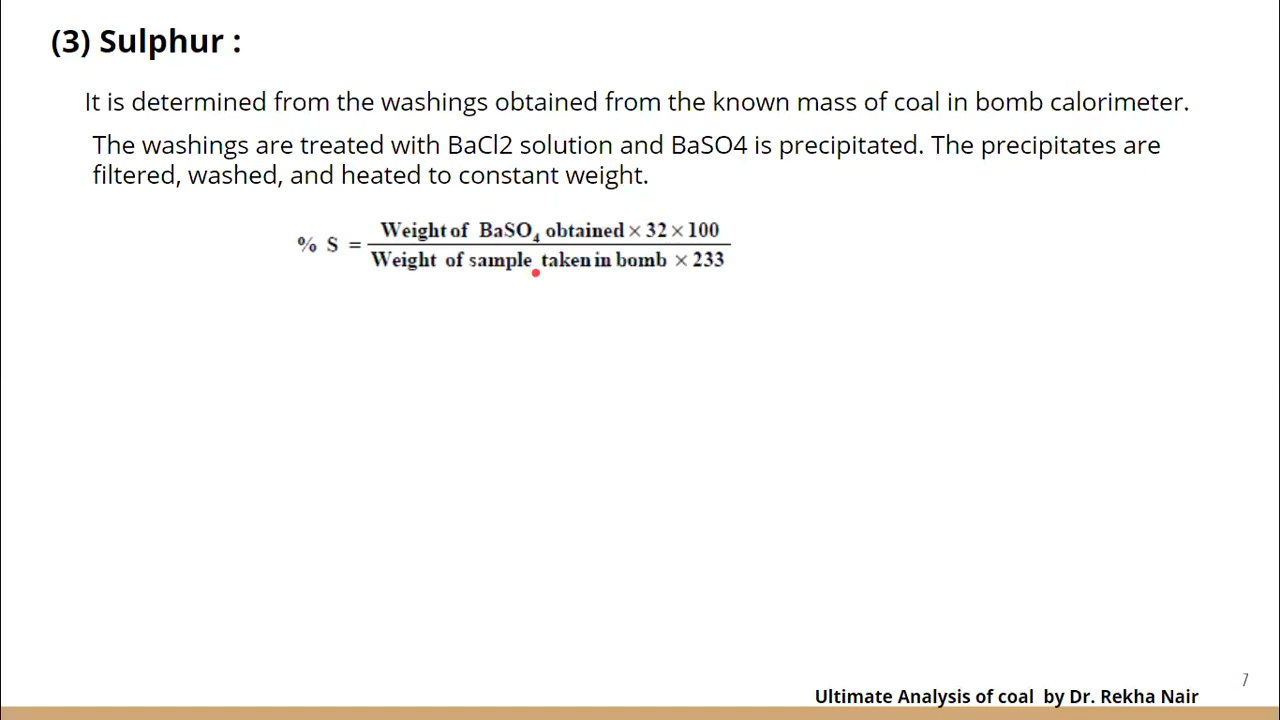 (3) Sulphur :
It is determined from the washings obtained from the known mass of coal in bomb calorimeter.
The washings are treated with BaCl2 solution and BaSO4 is precipitated. The precipitates are
filtered, washed, and heated to constant weight.
% S = Weight of BaSO₄ obtained × 32 × 100
Weight of sample taken in bomb × 233
7
Ultimate Analysis of coal by Dr. Rekha Nair